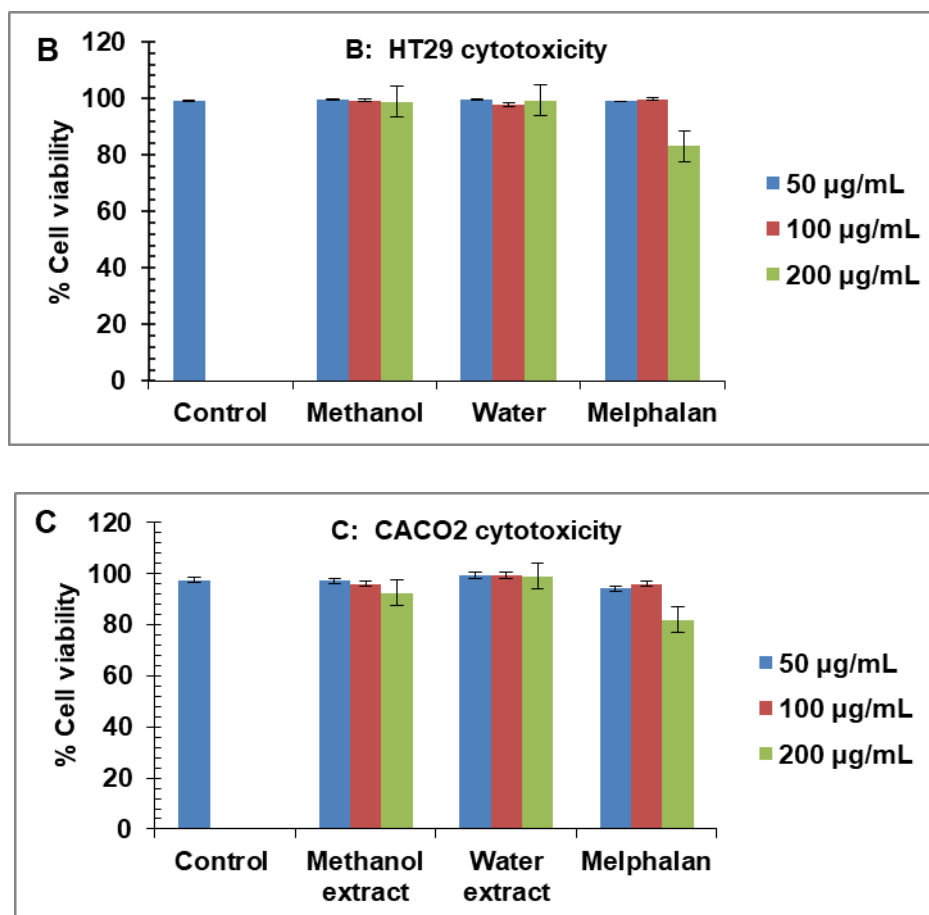 B
B: HT29 cytotoxicity
120
100
80
60
40
20
0
% Cell viability
Control Methanol Water Melphalan
50 µg/mL
100 µg/mL
200 µg/mL
C
C: CACO2 cytotoxicity
120
100
80
60
40
20
0
% Cell viability
Control Methanol Water Melphalan
extract extract
50 µg/mL
100 µg/mL
200 µg/mL